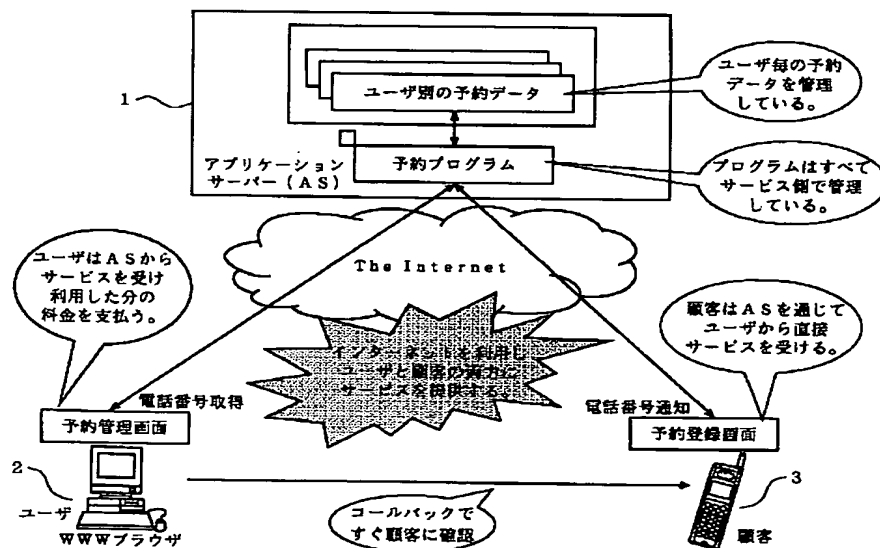 1
ユーザ別の予約データ
ユーザ毎の予約
データを管理
している。
アプリケーション
サーバー(AS)
予約プログラム
プログラムはすべて
サービス側で管理
している。
ユーザはASから
サービスを受け
利用した分の
料金を支払う。
The Internet
顧客はASを通じて
ユーザから直接
サービスを受ける。
インターネットを利用し
ユーザと顧客の両方に
サービスを提供する。
電話番号取得
予約管理画面
電話番号通知
予約登録画面
2
ユーザ
WWWブラウザ
コールバックで
すぐ顧客に確認
3
顧客